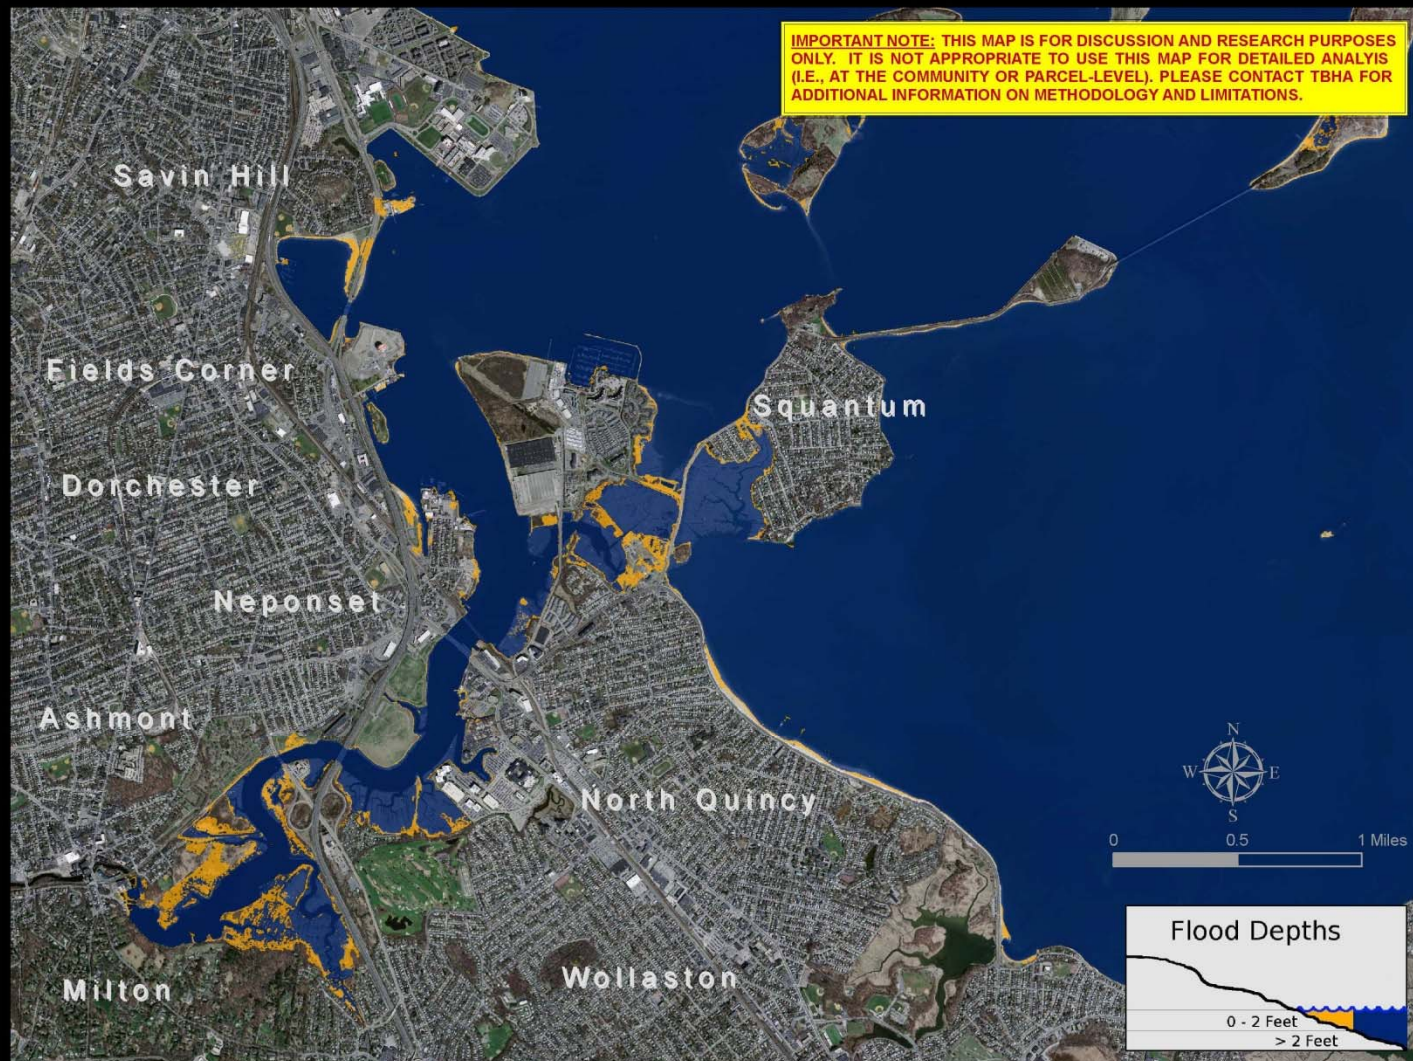 IMPORTANT NOTE: THIS MAP IS FOR DISCUSSION AND RESEARCH PURPOSES
ONLY. IT IS NOT APPROPRIATE TO USE THIS MAP FOR DETAILED ANALYIS
(I.E., AT THE COMMUNITY OR PARCEL-LEVEL). PLEASE CONTACT TBHA FOR
ADDITIONAL INFORMATION ON METHODOLOGY AND LIMITATIONS.
Savin Hill
Fields Corner
Squantum
Dorchester
Neponset
Ashmont
North Quincy
Wollaston
Milton
N
W E
S
0 0.5 1 Miles
Flood Depths
0 - 2 Feet
> 2 Feet